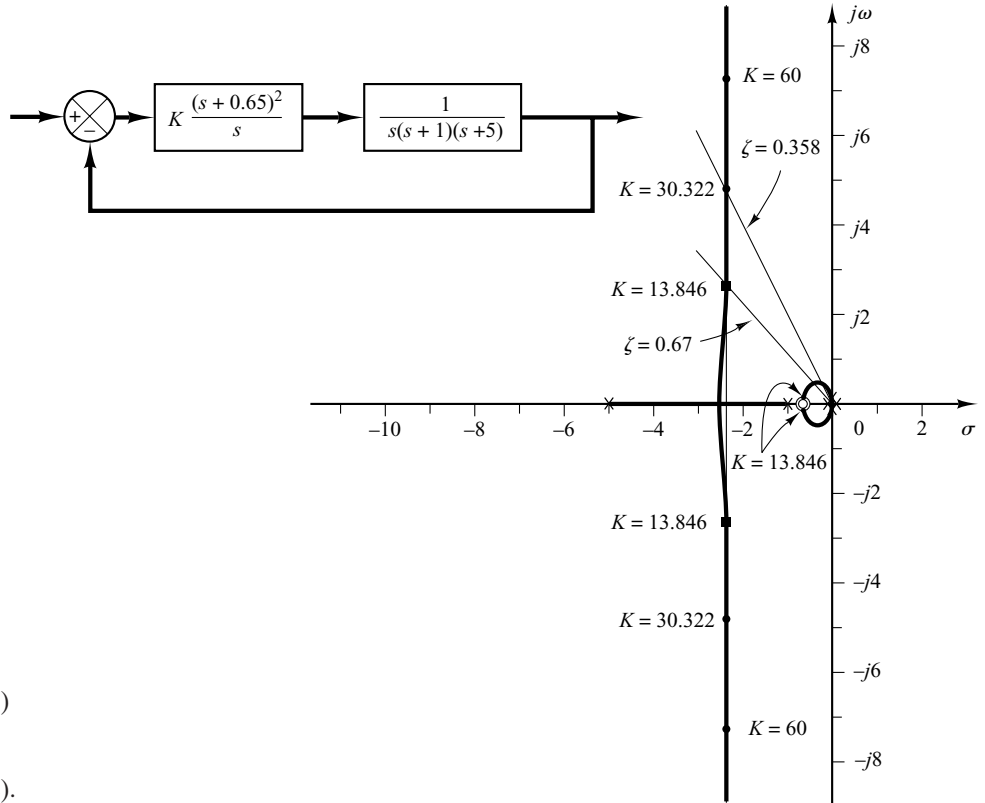 jω
j8
K = 60
+
−
K (s + 0.65)² / s
1 / s(s + 1)(s +5)
j6
ζ = 0.358
K = 30.322
j4
K = 13.846
j2
ζ = 0.67
−10
−8
−6
−4
−2
0
2
σ
K = 13.846
−j2
K = 13.846
−j4
K = 30.322
−j6
)
K = 60
−j8
).